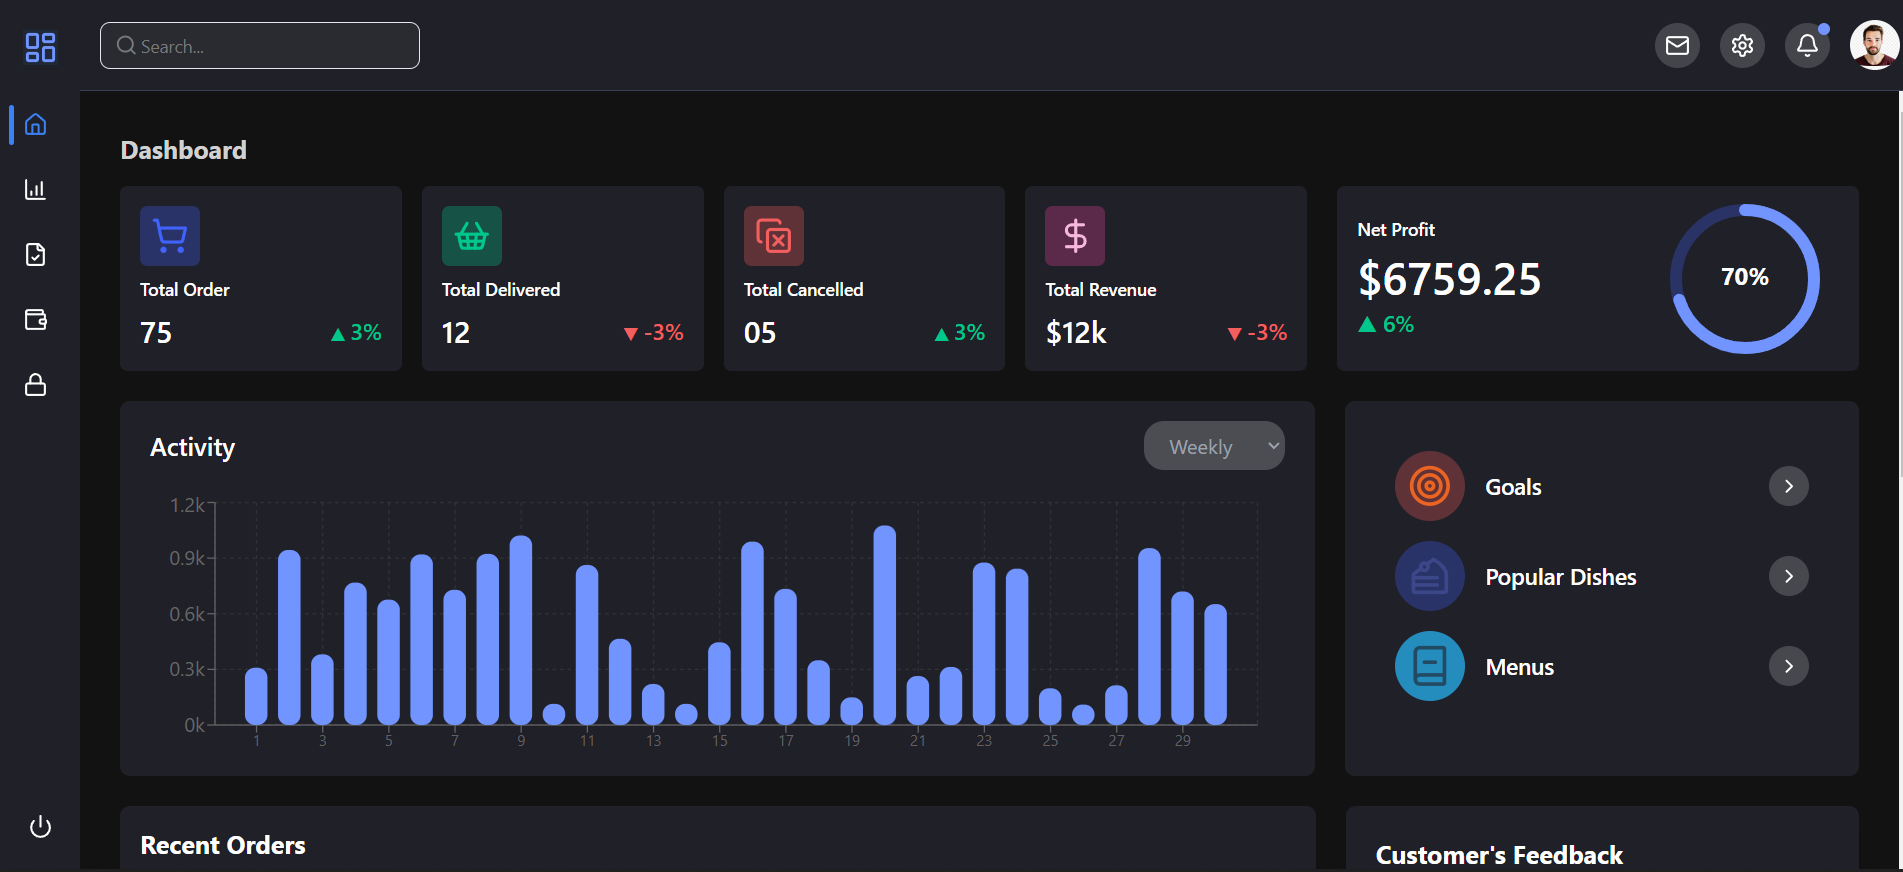 Search...
Dashboard
Total Order
75
▲ 3%
Total Delivered
12
▼ -3%
Total Cancelled
05
▲ 3%
Total Revenue
$12k
▼ -3%
Net Profit
$6759.25
▲ 6%
70%
Activity
Weekly
1.2k
0.9k
0.6k
0.3k
0k
1 3 5 7 9 11 13 15 17 19 21 23 25 27 29
Goals
Popular Dishes
Menus
Recent Orders
Customer's Feedback